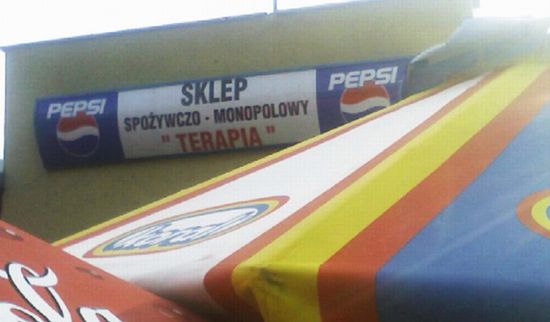 PEPSI
SKLEP
SPOŻYWCZO - MONOPOLOWY
"TERAPIA"
PEPSI